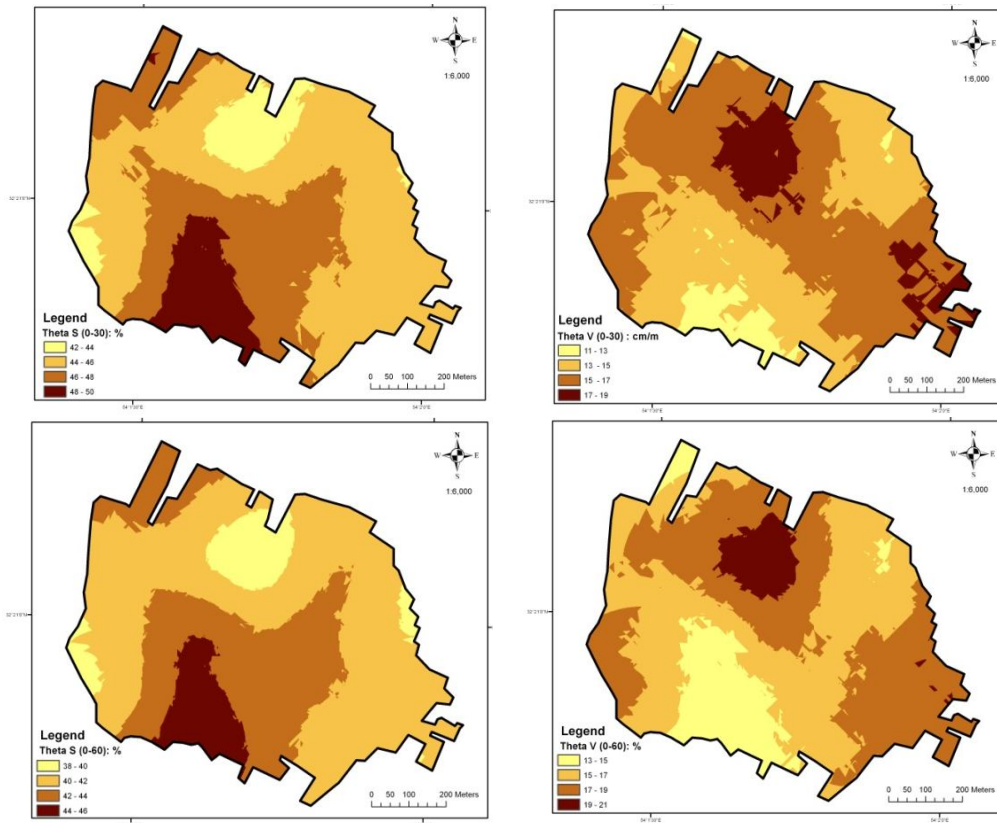 N
W E
S
1:6,000
Legend
Theta S (0-30): %
42 - 44
44 - 46
46 - 48
48 - 50
0 50 100 200 Meters
N
W E
S
1:6,000
Legend
Theta V (0-30) : cm/m
11 - 13
13 - 15
15 - 17
17 - 19
0 50 100 200 Meters
N
W E
S
1:6,000
Legend
Theta S (0-60): %
38 - 40
40 - 42
42 - 44
44 - 46
0 50 100 200 Meters
N
W E
S
1:6,000
Legend
Theta V (0-60): %
13 - 15
15 - 17
17 - 19
19 - 21
0 50 100 200 Meters